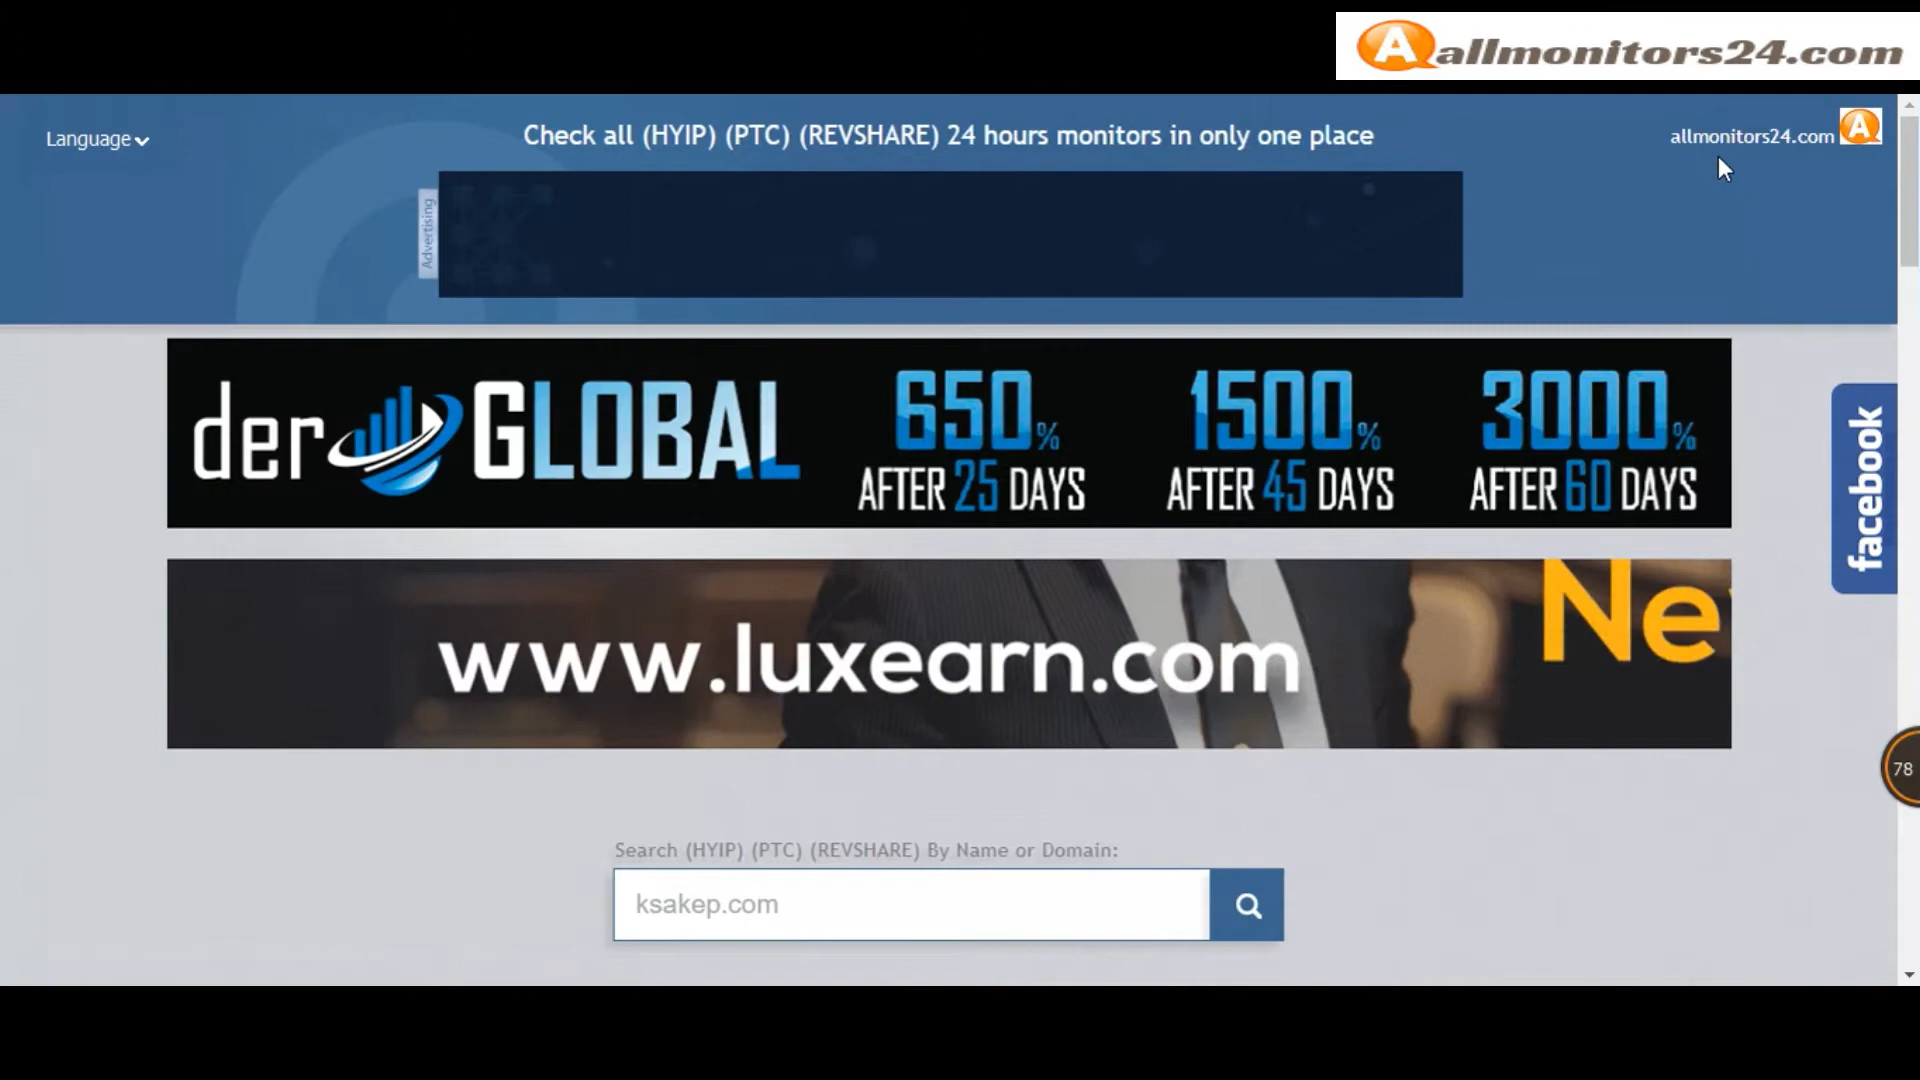 allmonitors24.com
Language
Check all (HYIP) (PTC) (REVSHARE) 24 hours monitors in only one place
allmonitors24.com
Advertising
der GLOBAL
650%
AFTER 25 DAYS
1500%
AFTER 45 DAYS
3000%
AFTER 60 DAYS
facebook
www.luxearn.com
Ne
78
Search (HYIP) (PTC) (REVSHARE) By Name or Domain:
ksakep.com